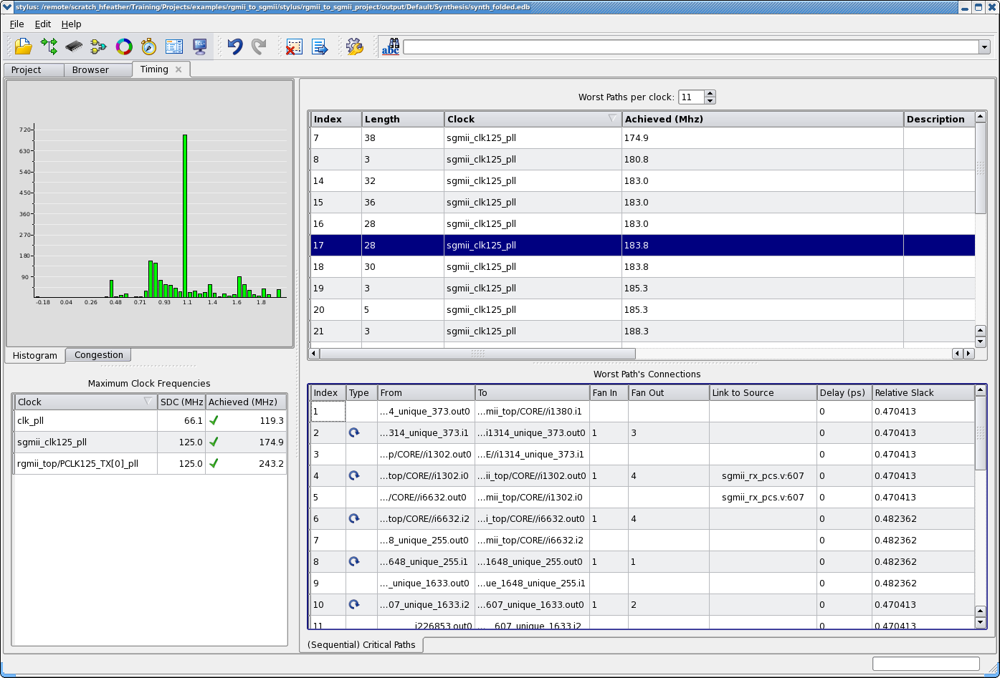 stylus: /remote/scratch_hfeather/Training/Projects/examples/rgmii_to_sgmii/stylus/rgmii_to_sgmii_project/output/Default/Synthesis/synth_folded.edb
File Edit Help
TCL-
abc
Project Browser Timing
720
630
540
450
360
270
180
90
-0.18 0.04 0.26 0.48 0.71 0.93 1.1 1.4 1.6 1.8
Histogram Congestion
Maximum Clock Frequencies
Clock SDC (MHz Achieved (MHz)
clk_pll 66.1 119.3
sgmii_clk125_pll 125.0 174.9
rgmii_top/PCLK125_TX[0]_pll 125.0 243.2
Worst Paths per clock: 11
Index Length Clock Achieved (Mhz) Description
7 38 sgmii_clk125_pll 174.9
8 3 sgmii_clk125_pll 180.8
14 32 sgmii_clk125_pll 183.0
15 36 sgmii_clk125_pll 183.0
16 28 sgmii_clk125_pll 183.0
17 28 sgmii_clk125_pll 183.8
18 30 sgmii_clk125_pll 183.8
19 3 sgmii_clk125_pll 185.3
20 5 sgmii_clk125_pll 185.3
21 3 sgmii_clk125_pll 188.3
Worst Path's Connections
Index Type From To Fan In Fan Out Link to Source Delay (ps) Relative Slack
1 ...4_unique_373.out0 ...mii_top/CORE//i1380.i1 0 0.470413
2 ...314_unique_373.i1 ...i1314_unique_373.out0 1 3 0 0.470413
3 ...p/CORE//i1302.out0 ...E//i1314_unique_373.i1 0 0.470413
4 ...top/CORE//i1302.i0 ...ii_top/CORE//i1302.out0 1 4 sgmii_rx_pcs.v:607 0 0.470413
5 .../CORE//i6632.out0 ...mii_top/CORE//i1302.i0 sgmii_rx_pcs.v:607 0 0.470413
6 ...top/CORE//i6632.i2 ...i_top/CORE//i6632.out0 1 4 0 0.482362
7 ...8_unique_255.out0 ...mii_top/CORE//i6632.i2 0 0.482362
8 ...648_unique_255.i1 ...1648_unique_255.out0 1 1 0 0.482362
9 ..._unique_1633.out0 ...ue_1648_unique_255.i1 0 0.482362
10 ...07_unique_1633.i2 ...607_unique_1633.out0 1 2 0 0.470413
11 i226853.out0 ... 607_unique_1633.i2 0 0.470413
(Sequential) Critical Paths